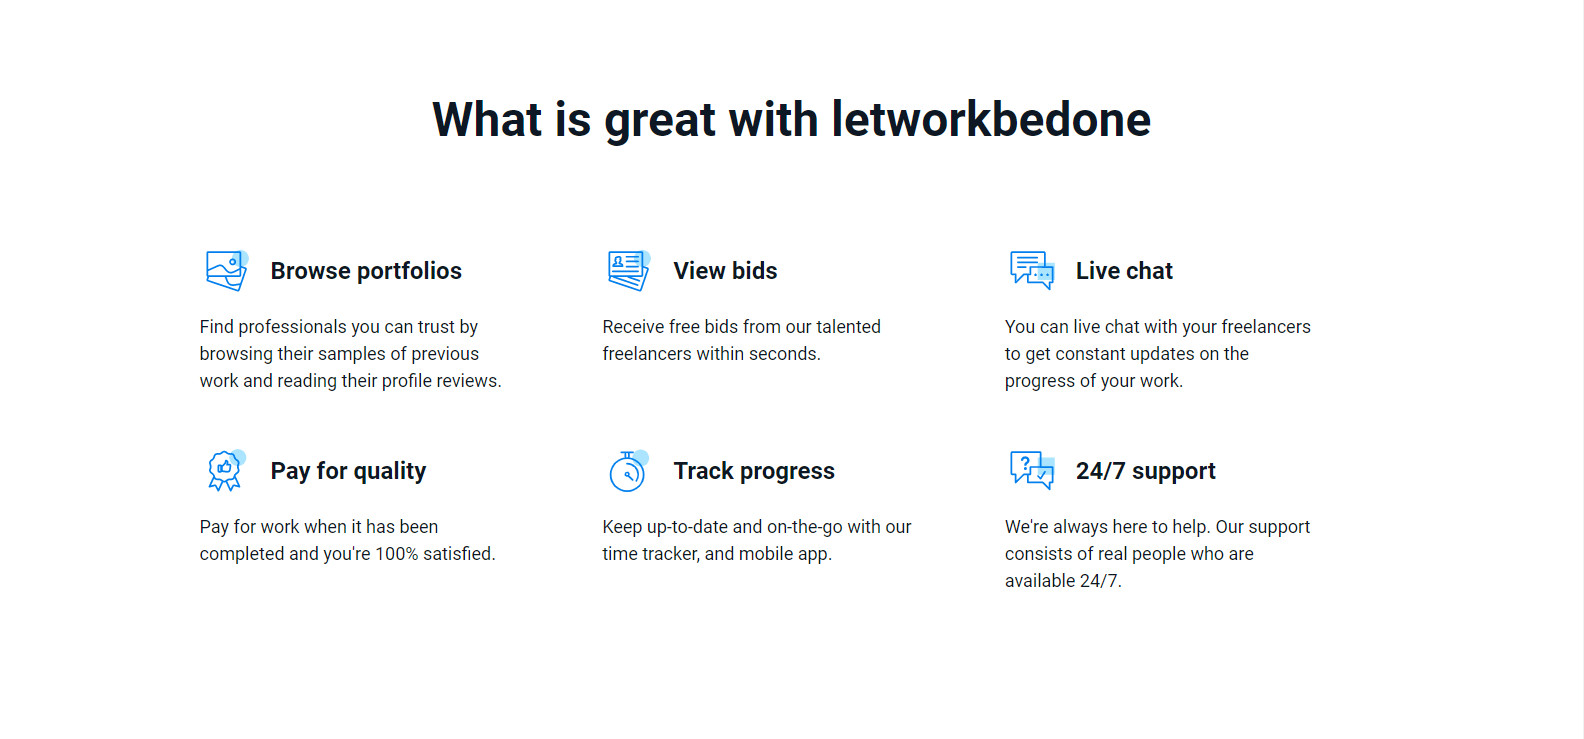 What is great with letworkbedone
Browse portfolios
Find professionals you can trust by
browsing their samples of previous
work and reading their profile reviews.
View bids
Receive free bids from our talented
freelancers within seconds.
Live chat
You can live chat with your freelancers
to get constant updates on the
progress of your work.
Pay for quality
Pay for work when it has been
completed and you're 100% satisfied.
Track progress
Keep up-to-date and on-the-go with our
time tracker, and mobile app.
24/7 support
We're always here to help. Our support
consists of real people who are
available 24/7.